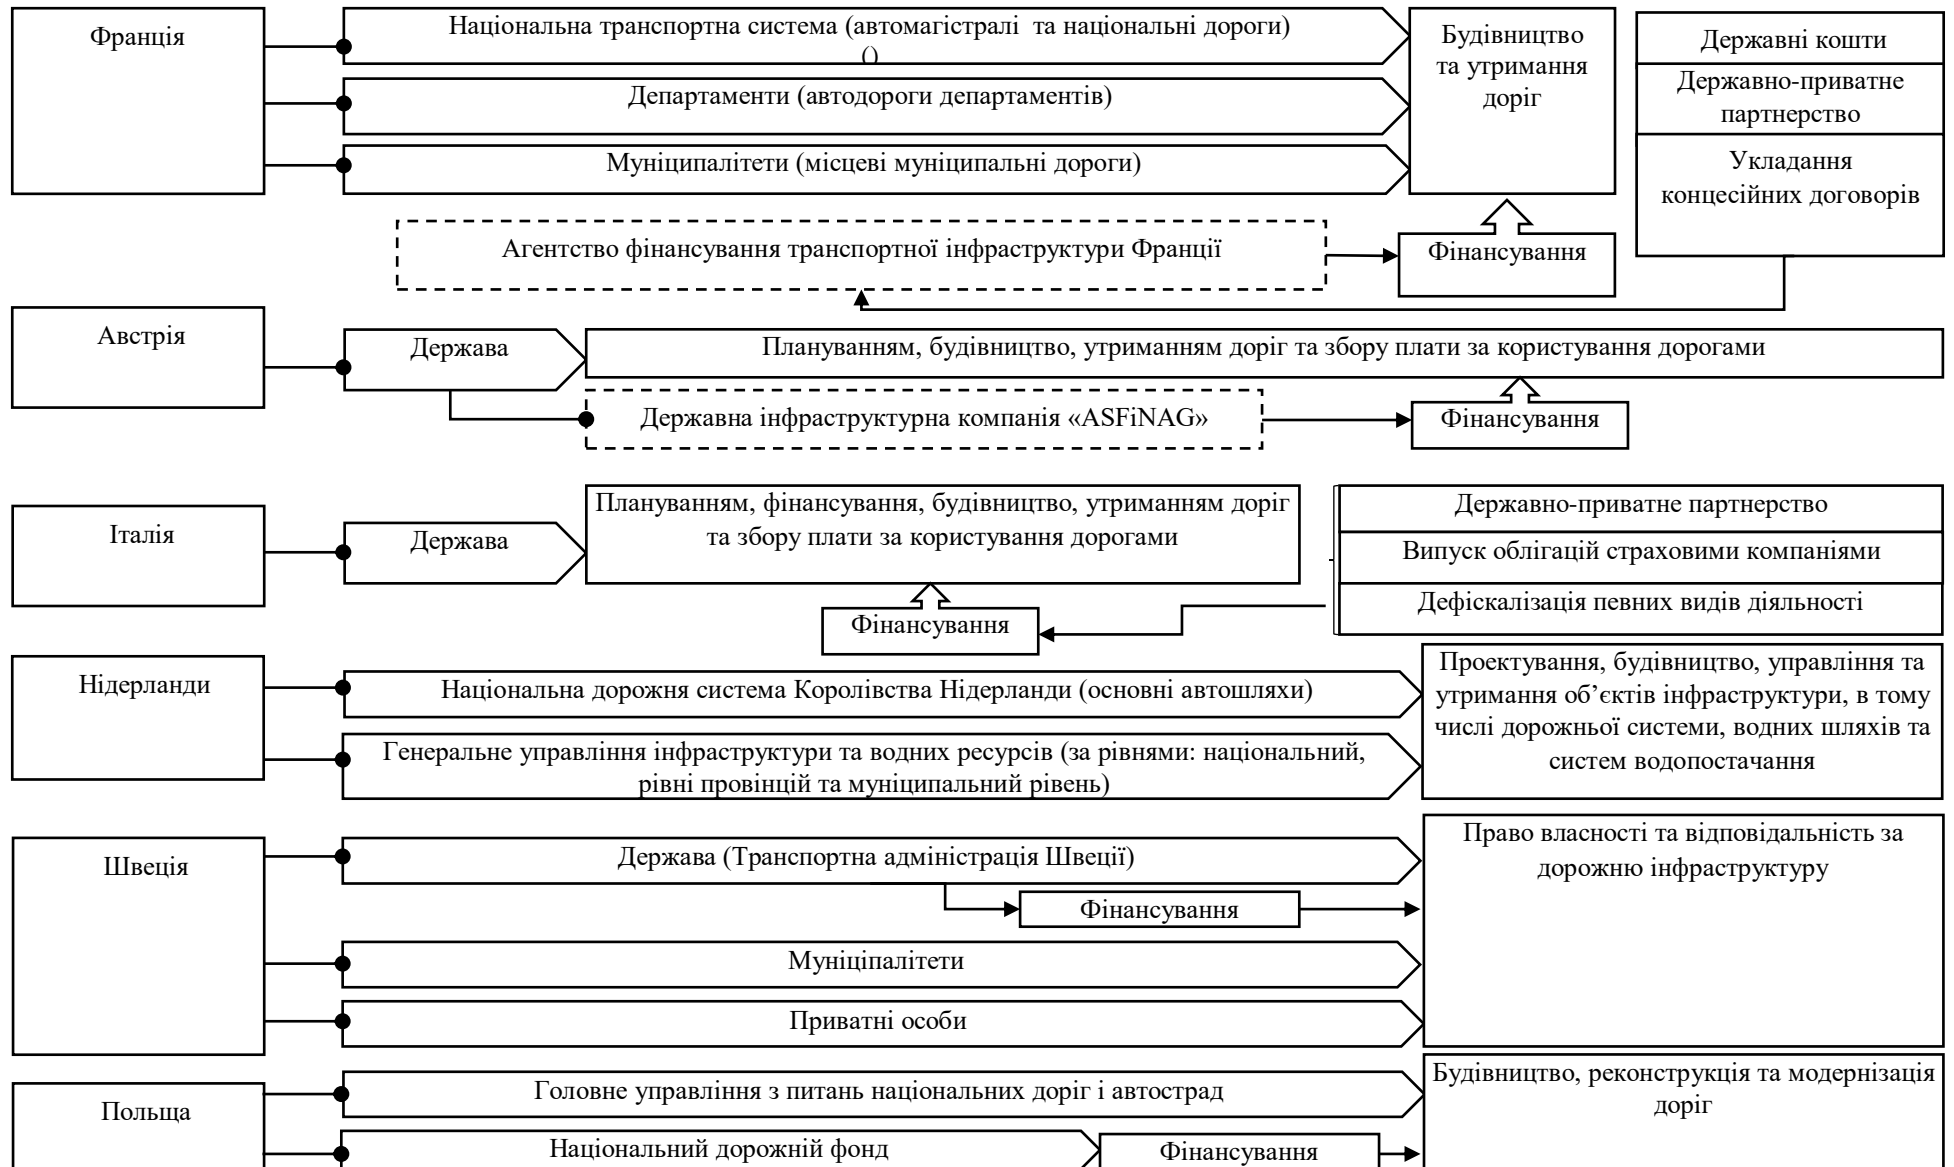 Франція
Національна транспортна система (автомагістралі та національні дороги)
()
Департаменти (автодороги департаментів)
Муніципалітети (місцеві муніципальні дороги)
Будівництво
та утримання
доріг
Державні кошти
Державно-приватне
партнерство
Укладання
концесійних договорів
Агентство фінансування транспортної інфраструктури Франції
Фінансування
Австрія
Держава
Плануванням, будівництво, утриманням доріг та збору плати за користування дорогами
Державна інфраструктурна компанія «ASFiNAG»
Фінансування
Італія
Держава
Плануванням, фінансування, будівництво, утриманням доріг
та збору плати за користування дорогами
Фінансування
Державно-приватне партнерство
Випуск облігацій страховими компаніями
Дефіскалізація певних видів діяльності
Нідерланди
Національна дорожня система Королівства Нідерланди (основні автошляхи)
Генеральне управління інфраструктури та водних ресурсів (за рівнями: національний,
рівні провінцій та муніципальний рівень)
Проектування, будівництво, управління та
утримання об’єктів інфраструктури, в тому
числі дорожньої системи, водних шляхів та
систем водопостачання
Швеція
Держава (Транспортна адміністрація Швеції)
Фінансування
Муніципалітети
Приватні особи
Право власності та відповідальність за
дорожню інфраструктуру
Польща
Головне управління з питань національних доріг і автострад
Національний дорожній фонд
Фінансування
Будівництво, реконструкція та модернізація
доріг